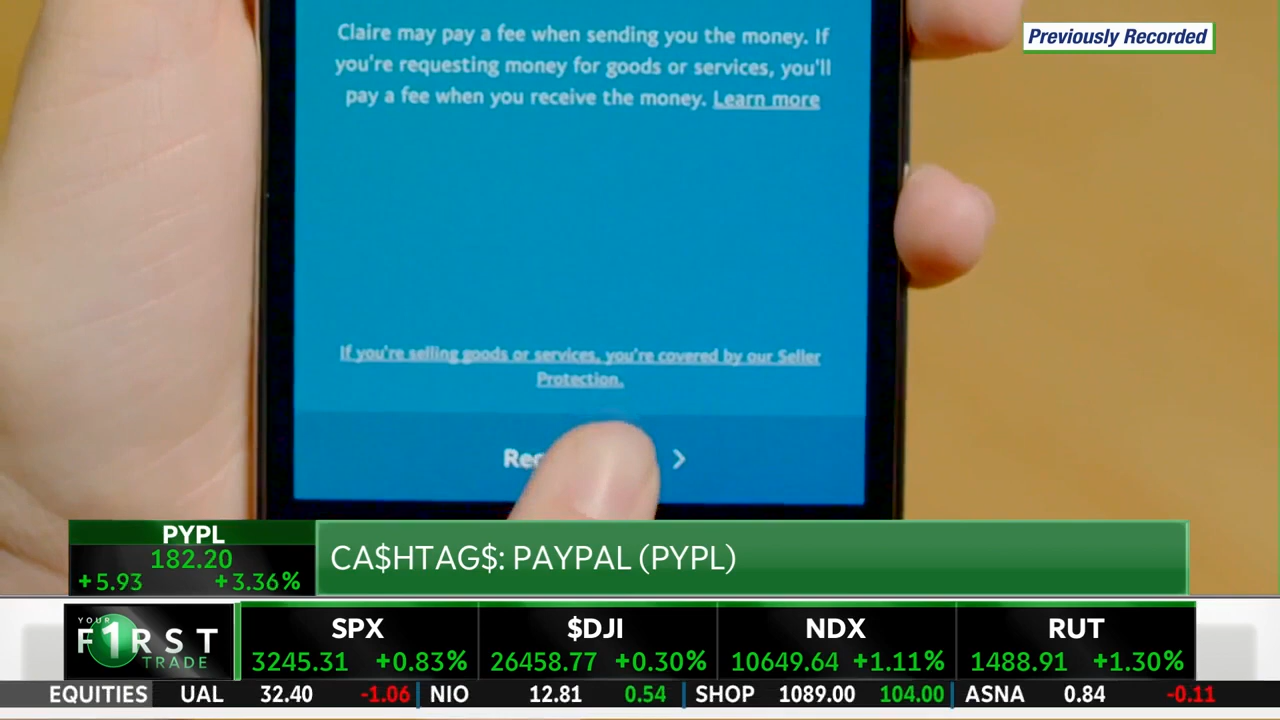 Previously Recorded
Claire may pay a fee when sending you the money. If
you're requesting money for goods or services, you'll
pay a fee when you receive the money. Learn more
If you're selling goods or services, you're covered by our Seller
Protection.
PYPL
182.20
+5.93 +3.36%
CA$HTAG$: PAYPAL (PYPL)
YOUR
F1RST
TRADE
SPX
3245.31 +0.83%
$DJI
26458.77 +0.30%
NDX
10649.64 +1.11%
RUT
1488.91 +1.30%
EQUITIES UAL 32.40 -1.06 NIO 12.81 0.54 SHOP 1089.00 104.00 ASNA 0.84 -0.11